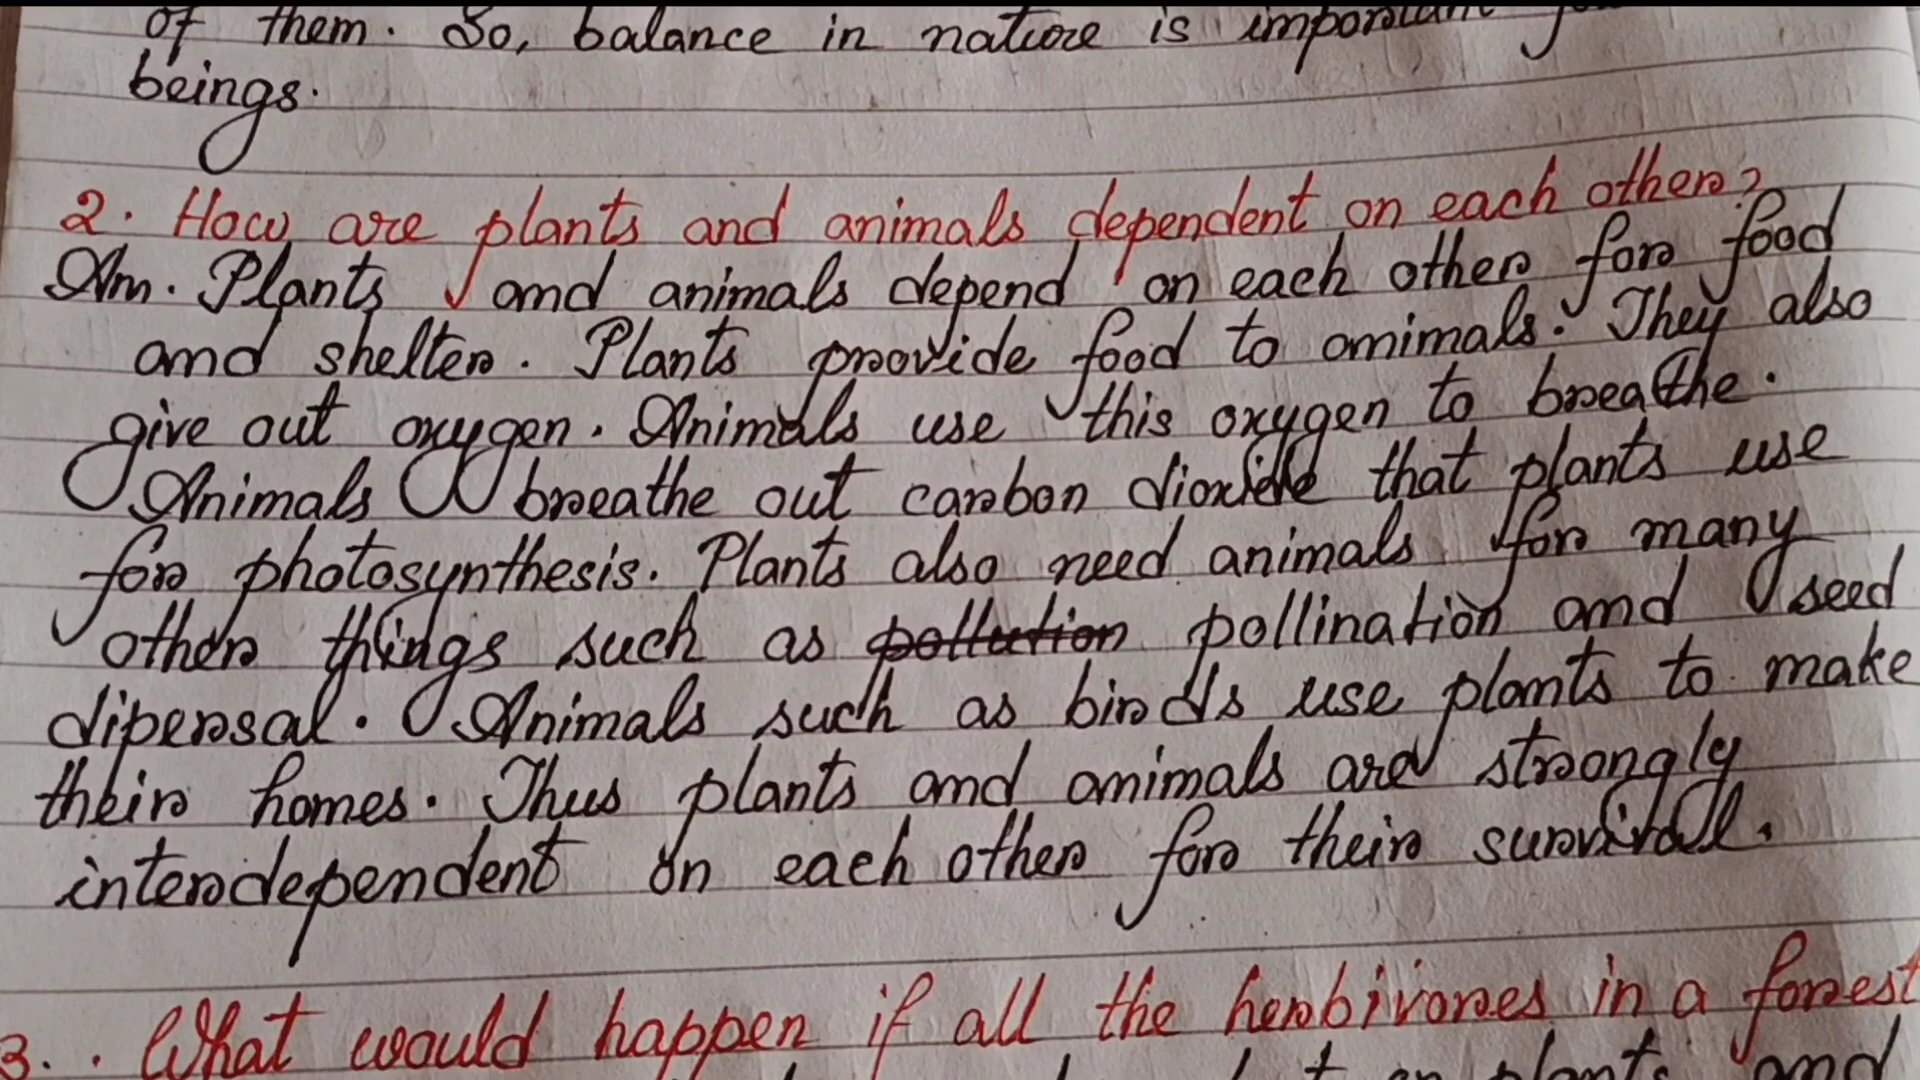 of them. So, balance in nature is important
beings.
2. How are plants and animals dependent on each other?
Ans. Plants and animals depend on each other for food
and shelter. Plants provide food to animals. They also
give out oxygen. Animals use this oxygen to breathe.
Animals breathe out carbon dioxide that plants use
for photosynthesis. Plants also need animals for many
other things such as pollution pollination and seed
dipersal. Animals such as birds use plants to make
their homes. Thus plants and animals are strongly
interdependent on each other for their survival.
3. What would happen if all the herbivores in a forest
plants and